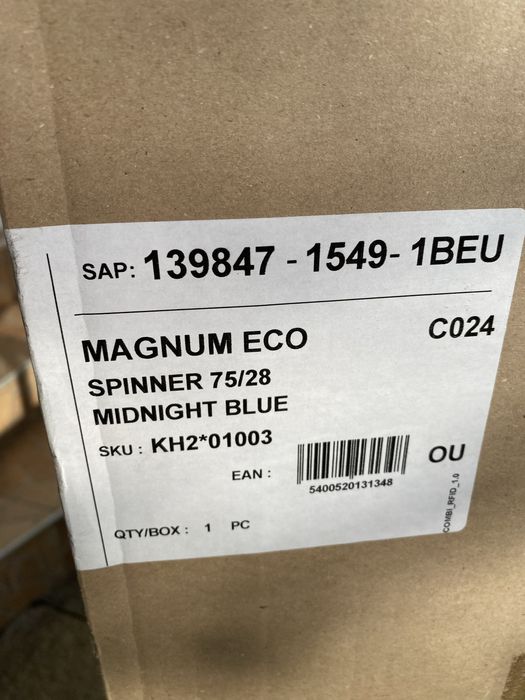 SAP: 139847 - 1549- 1BEU
MAGNUM ECO C024
SPINNER 75/28
MIDNIGHT BLUE
SKU : KH2*01003
EAN : OU
5400520131348
QTY/BOX : 1 PC
COMBI_RFID_1.0